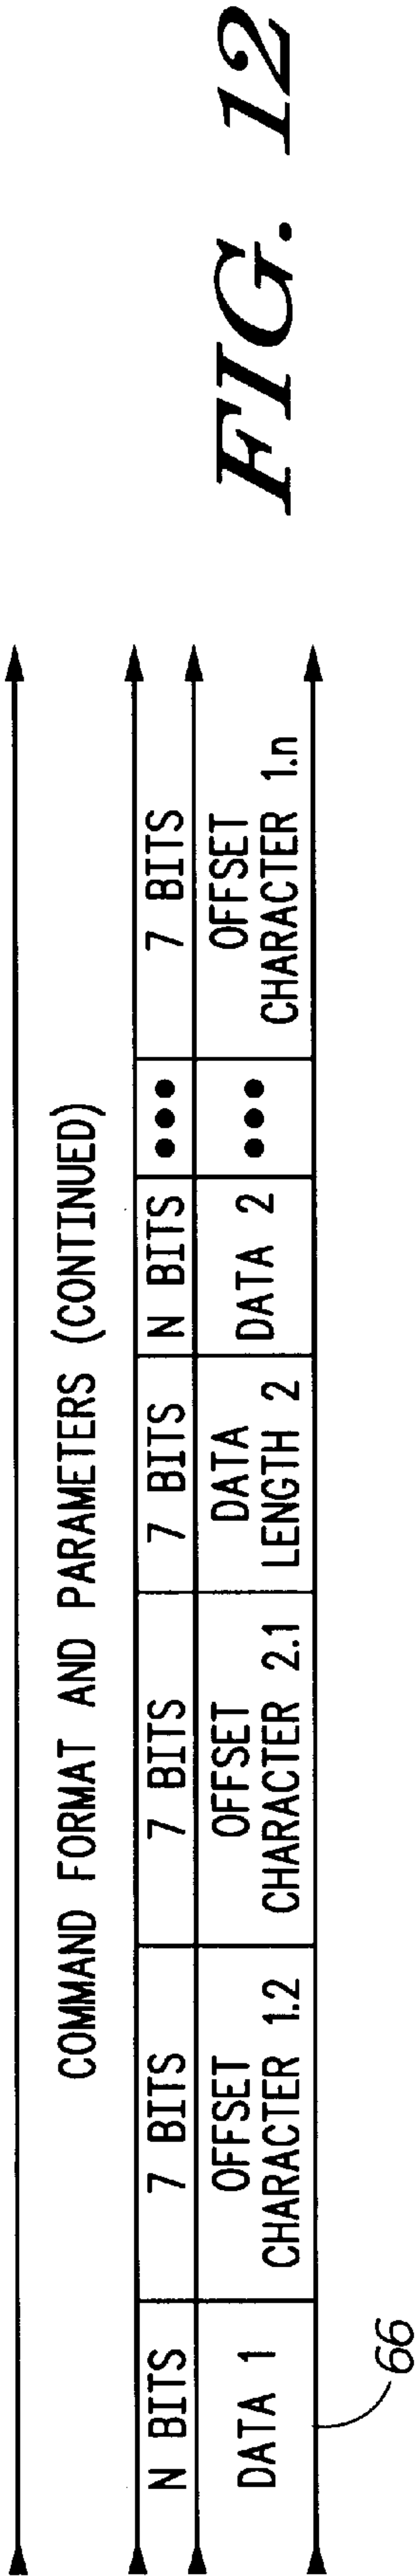 COMMAND FORMAT AND PARAMETERS (CONTINUED)
N BITS
7 BITS
7 BITS
7 BITS
N BITS
•••
7 BITS
DATA 1
OFFSET
CHARACTER 1.2
OFFSET
CHARACTER 2.1
DATA
LENGTH 2
DATA 2
•••
OFFSET
CHARACTER 1.n
66
FIG. 12